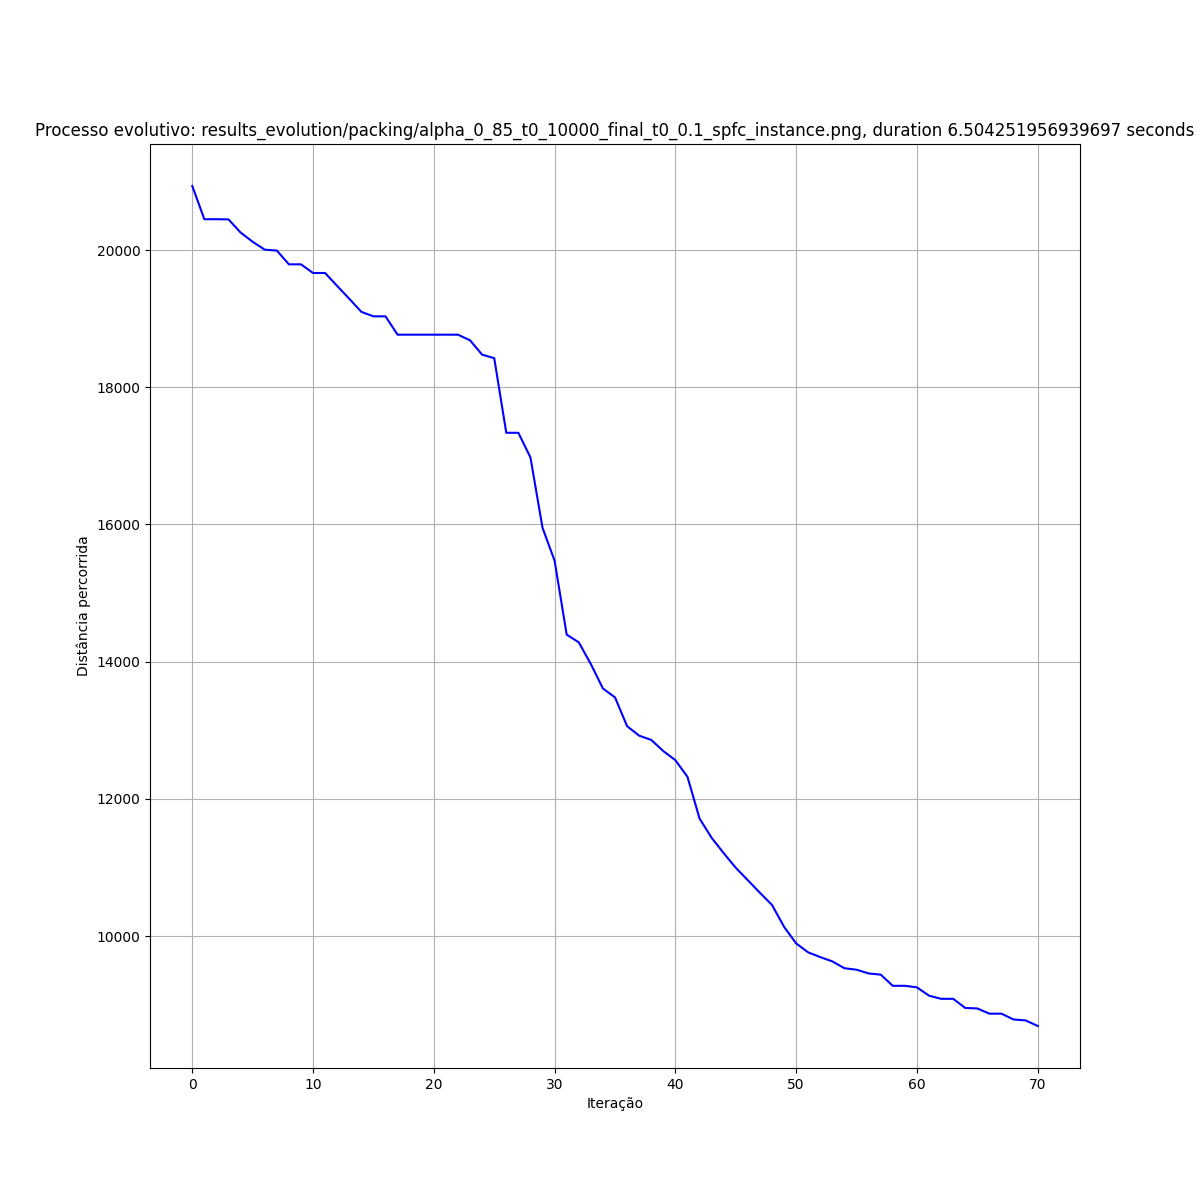 Processo evolutivo: results_evolution/packing/alpha_0_85_t0_10000_final_t0_0.1_spfc_instance.png, duration 6.504251956939697 seconds
20000
18000
16000
14000
12000
10000
Distância percorrida
0 10 20 30 40 50 60 70
Iteração